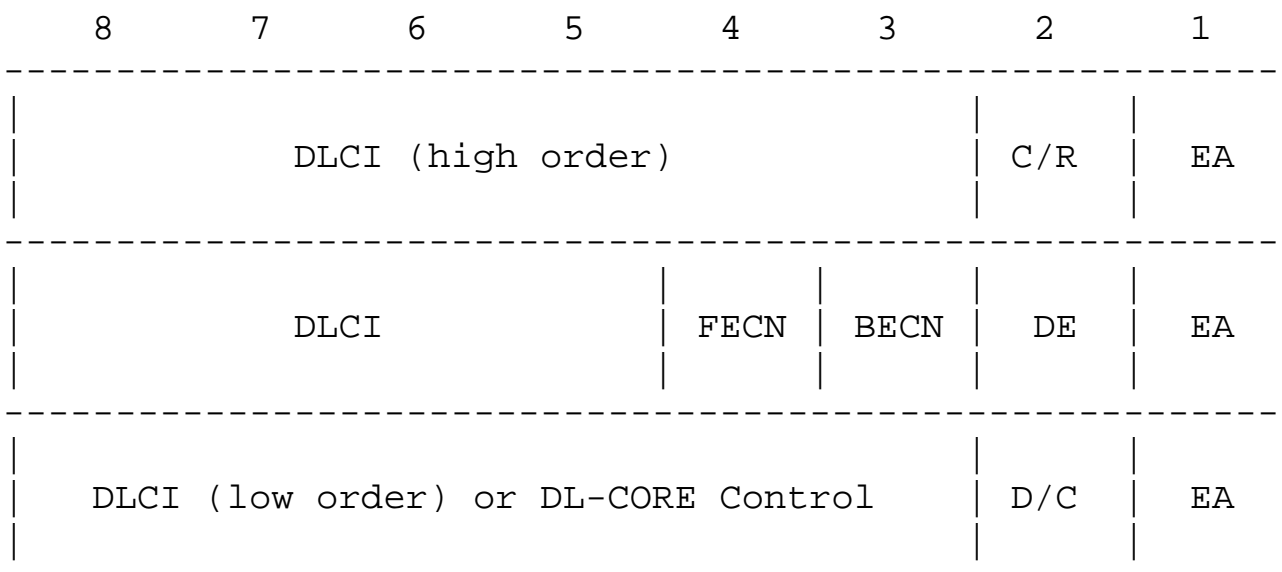 8 7 6 5 4 3 2 1
DLCI (high order) C/R EA
DLCI FECN BECN DE EA
DLCI (low order) or DL-CORE Control D/C EA